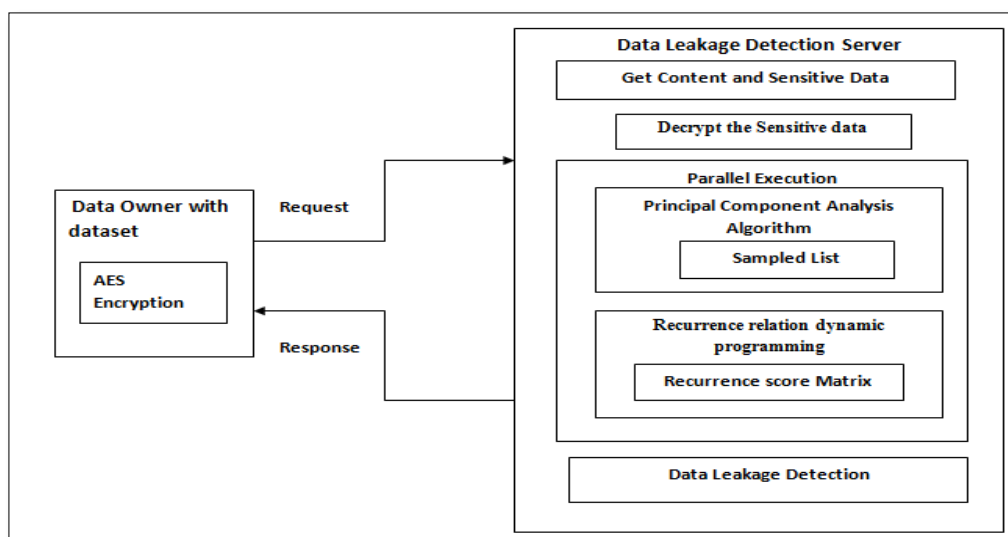 Data Leakage Detection Server
Get Content and Sensitive Data
Decrypt the Sensitive data
Parallel Execution
Principal Component Analysis
Algorithm
Sampled List
Recurrence relation dynamic
programming
Recurrence score Matrix
Data Leakage Detection
Data Owner with
dataset
AES
Encryption
Request
Response